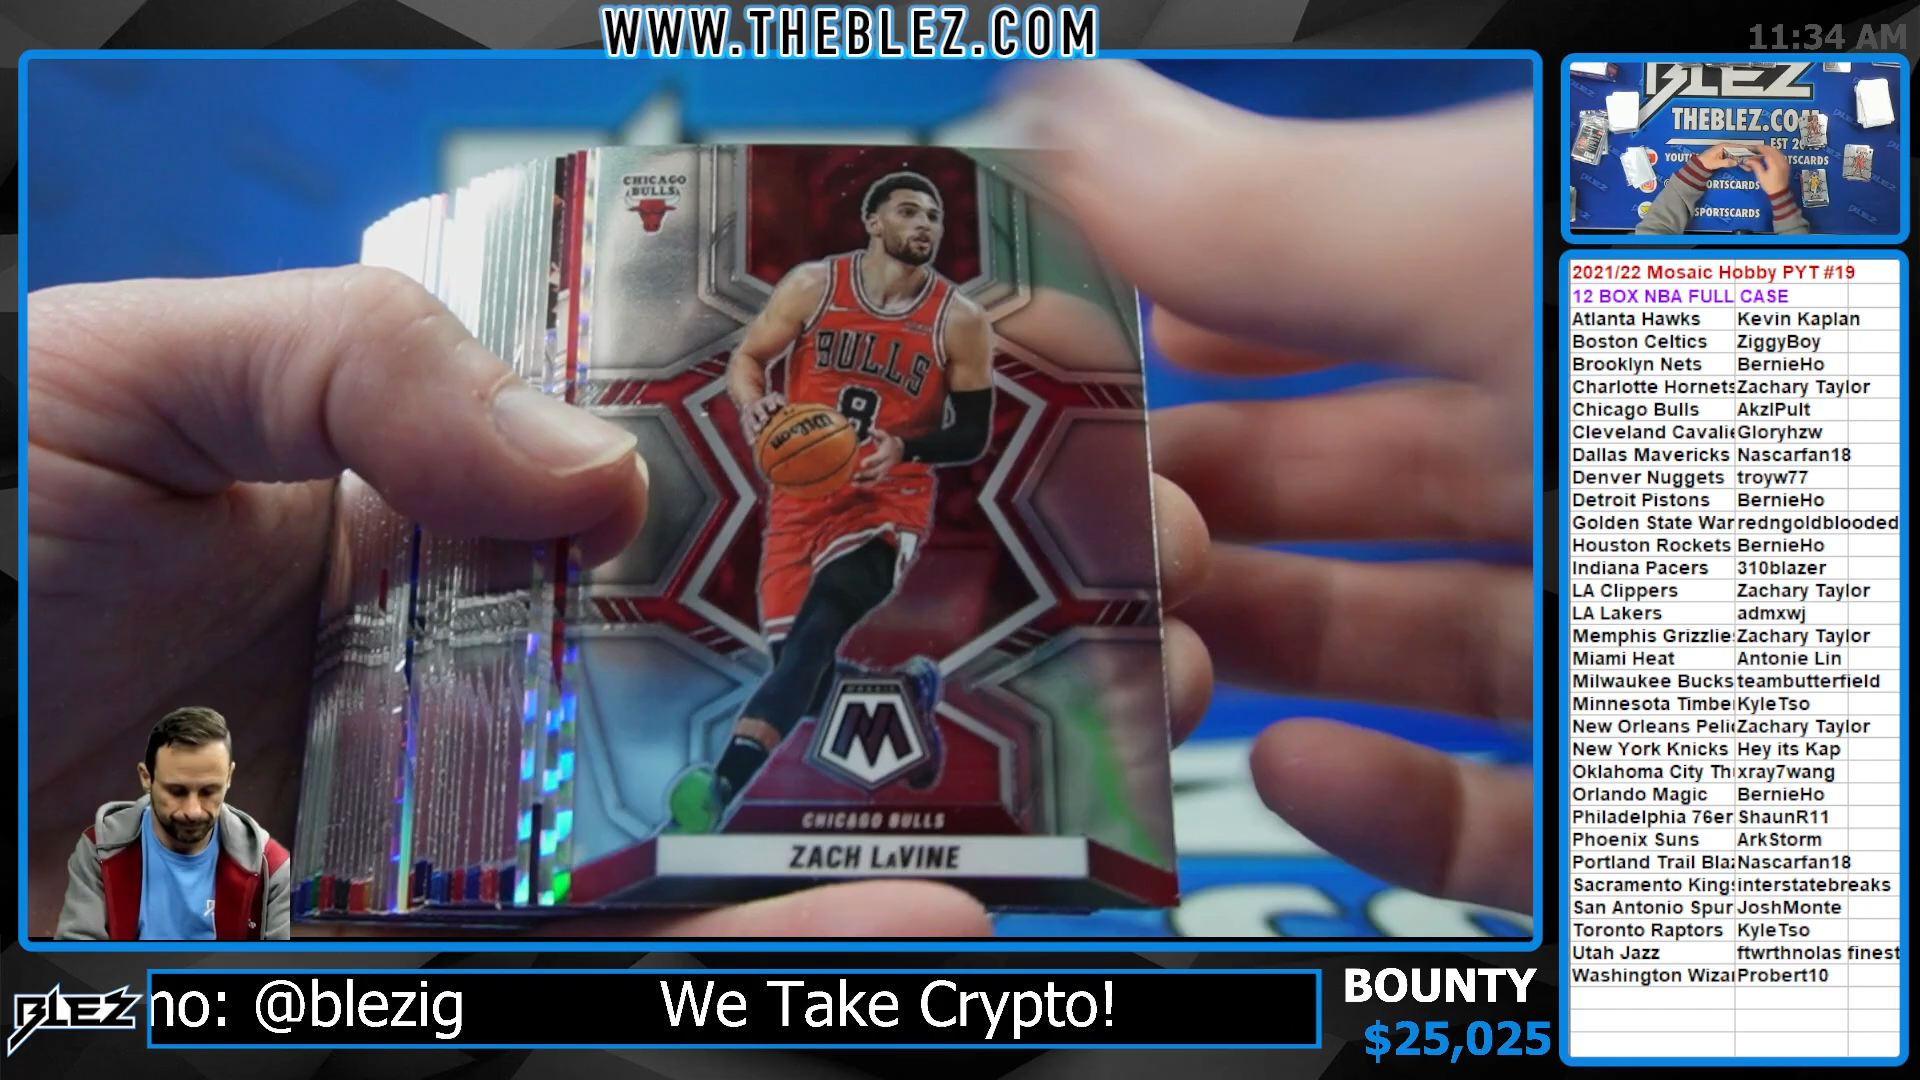 WWW.THEBLEZ.COM
11:34 AM
CHICAGO
BULLS
BULLS
8
Wilson
MOSAIC
M
CHICAGO BULLS
ZACH LaVINE
BLEZ
THEBLEZ.COM
SPORTSCARDS
2021/22 Mosaic Hobby PYT #19
12 BOX NBA FULL CASE
Atlanta Hawks Kevin Kaplan
Boston Celtics ZiggyBoy
Brooklyn Nets BernieHo
Charlotte Hornets Zachary Taylor
Chicago Bulls AkzlPult
Cleveland Cavalie Gloryhzw
Dallas Mavericks Nascarfan18
Denver Nuggets troyw77
Detroit Pistons BernieHo
Golden State War redngoldblooded
Houston Rockets BernieHo
Indiana Pacers 310blazer
LA Clippers Zachary Taylor
LA Lakers admxwj
Memphis Grizzlie Zachary Taylor
Miami Heat Antonie Lin
Milwaukee Bucks teambutterfield
Minnesota Timbe KyleTso
New Orleans Peli Zachary Taylor
New York Knicks Hey its Kap
Oklahoma City Th xray7wang
Orlando Magic BernieHo
Philadelphia 76er ShaunR11
Phoenix Suns ArkStorm
Portland Trail Bla Nascarfan18
Sacramento King interstatebreaks
San Antonio Spur JoshMonte
Toronto Raptors KyleTso
Utah Jazz ftwrthnolas finest
Washington Wiza Probert10
BLEZ
no: @blezig We Take Crypto!
BOUNTY
$25,025